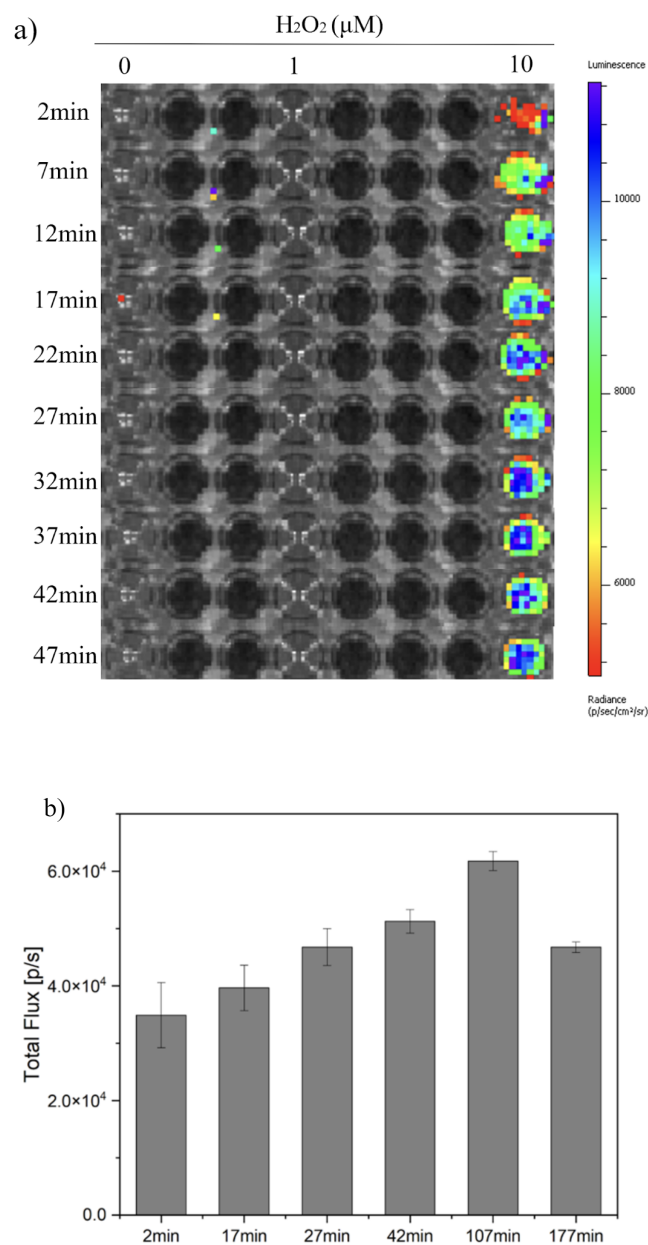 a)
H₂O₂ (μM)
0 1 10
Luminescence
2min
7min
12min
17min
22min
27min
32min
37min
42min
47min
10000
8000
6000
Radiance
(p/sec/cm²/sr)
b)
Total Flux [p/s]
6.0×10⁴
4.0×10⁴
2.0×10⁴
0.0
2min 17min 27min 42min 107min 177min